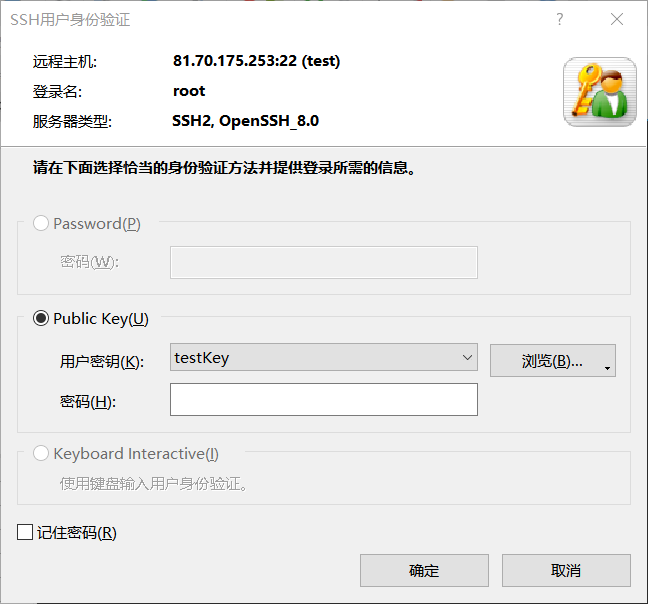 SSH用户身份验证
?
远程主机: 81.70.175.253:22 (test)
登录名: root
服务器类型: SSH2, OpenSSH_8.0
请在下面选择恰当的身份验证方法并提供登录所需的信息。
Password(P)
密码(W):
Public Key(U)
用户密钥(K): testKey 浏览(B)...
密码(H):
Keyboard Interactive(I)
使用键盘输入用户身份验证。
记住密码(R)
确定 取消